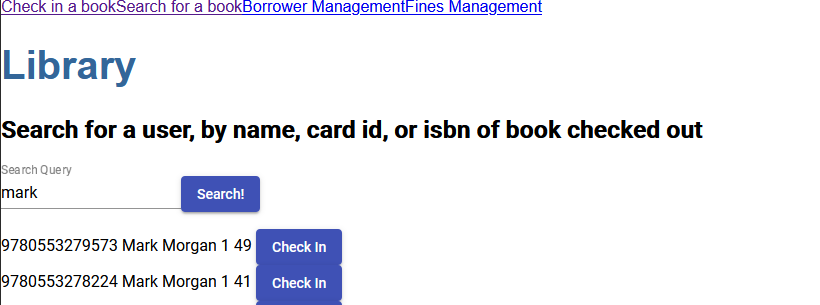 Check in a bookSearch for a bookBorrower ManagementFines Management
Library
Search for a user, by name, card id, or isbn of book checked out
Search Query
mark
Search!
9780553279573 Mark Morgan 1 49 Check In
9780553278224 Mark Morgan 1 41 Check In